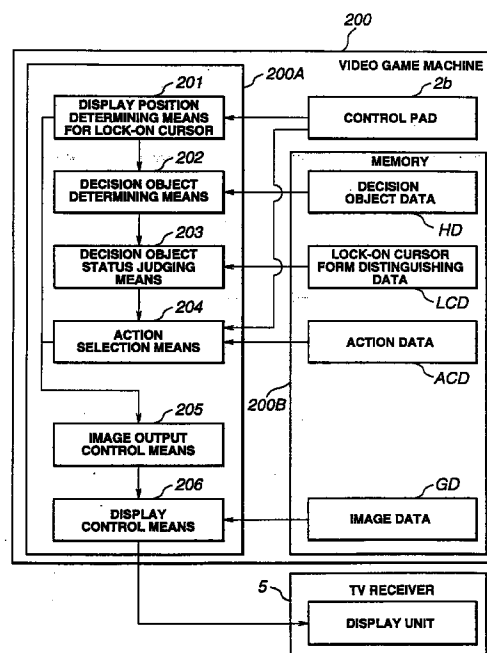 200
VIDEO GAME MACHINE
200A
201
DISPLAY POSITION
DETERMINING MEANS
FOR LOCK-ON CURSOR
2b
CONTROL PAD
202
DECISION OBJECT
DETERMINING MEANS
MEMORY
DECISION
OBJECT DATA
HD
203
DECISION OBJECT
STATUS JUDGING
MEANS
LOCK-ON CURSOR
FORM DISTINGUISHING
DATA
LCD
204
ACTION
SELECTION MEANS
ACTION DATA
ACD
200B
205
IMAGE OUTPUT
CONTROL MEANS
206
DISPLAY
CONTROL MEANS
GD
IMAGE DATA
5
TV RECEIVER
DISPLAY UNIT